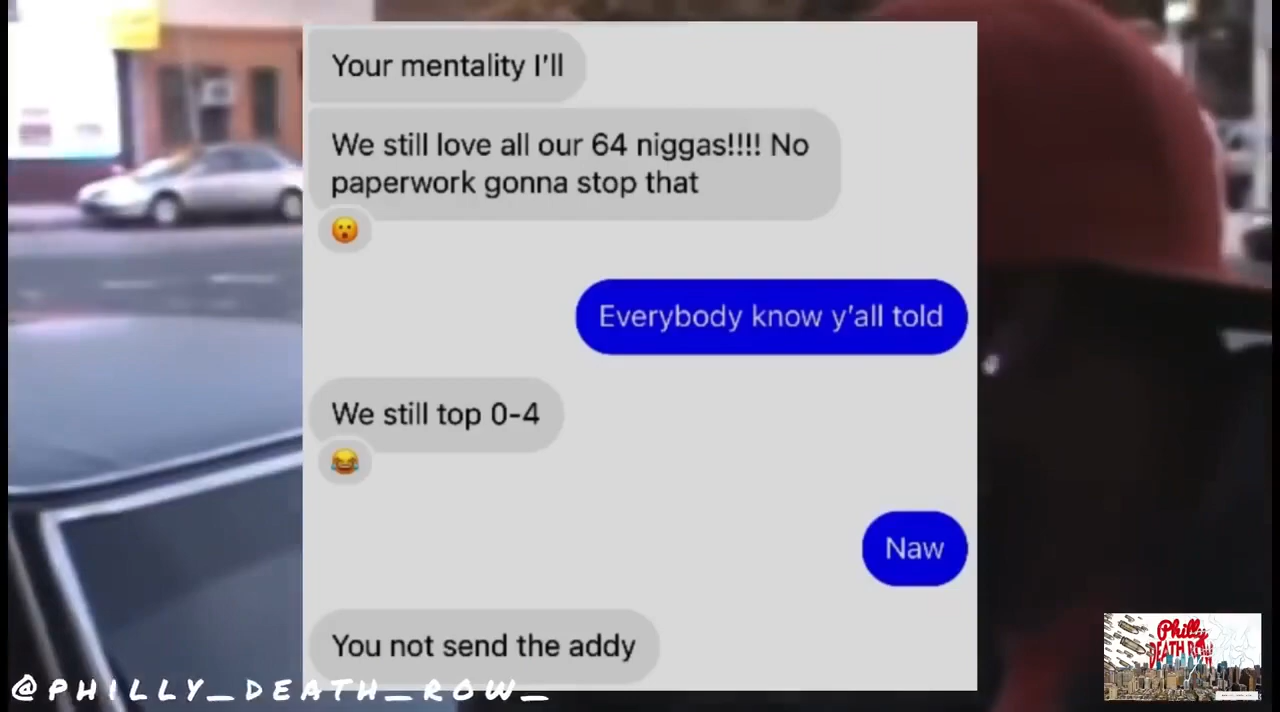 Your mentality I'll
We still love all our 64 niggas!!!! No
paperwork gonna stop that
😮
Everybody know y'all told
We still top 0-4
😂
Naw
You not send the addy
@PHILLY_DEATH_ROW_
Philly
DEATH ROW